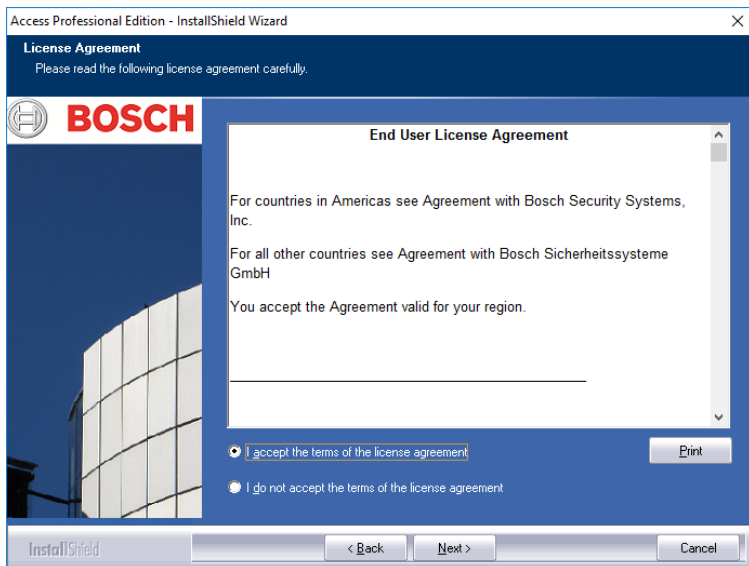 Access Professional Edition - InstallShield Wizard
License Agreement
Please read the following license agreement carefully.
BOSCH
End User License Agreement
For countries in Americas see Agreement with Bosch Security Systems,
Inc.
For all other countries see Agreement with Bosch Sicherheitssysteme
GmbH
You accept the Agreement valid for your region.
I accept the terms of the license agreement
Print
I do not accept the terms of the license agreement
InstallShield
< Back
Next >
Cancel